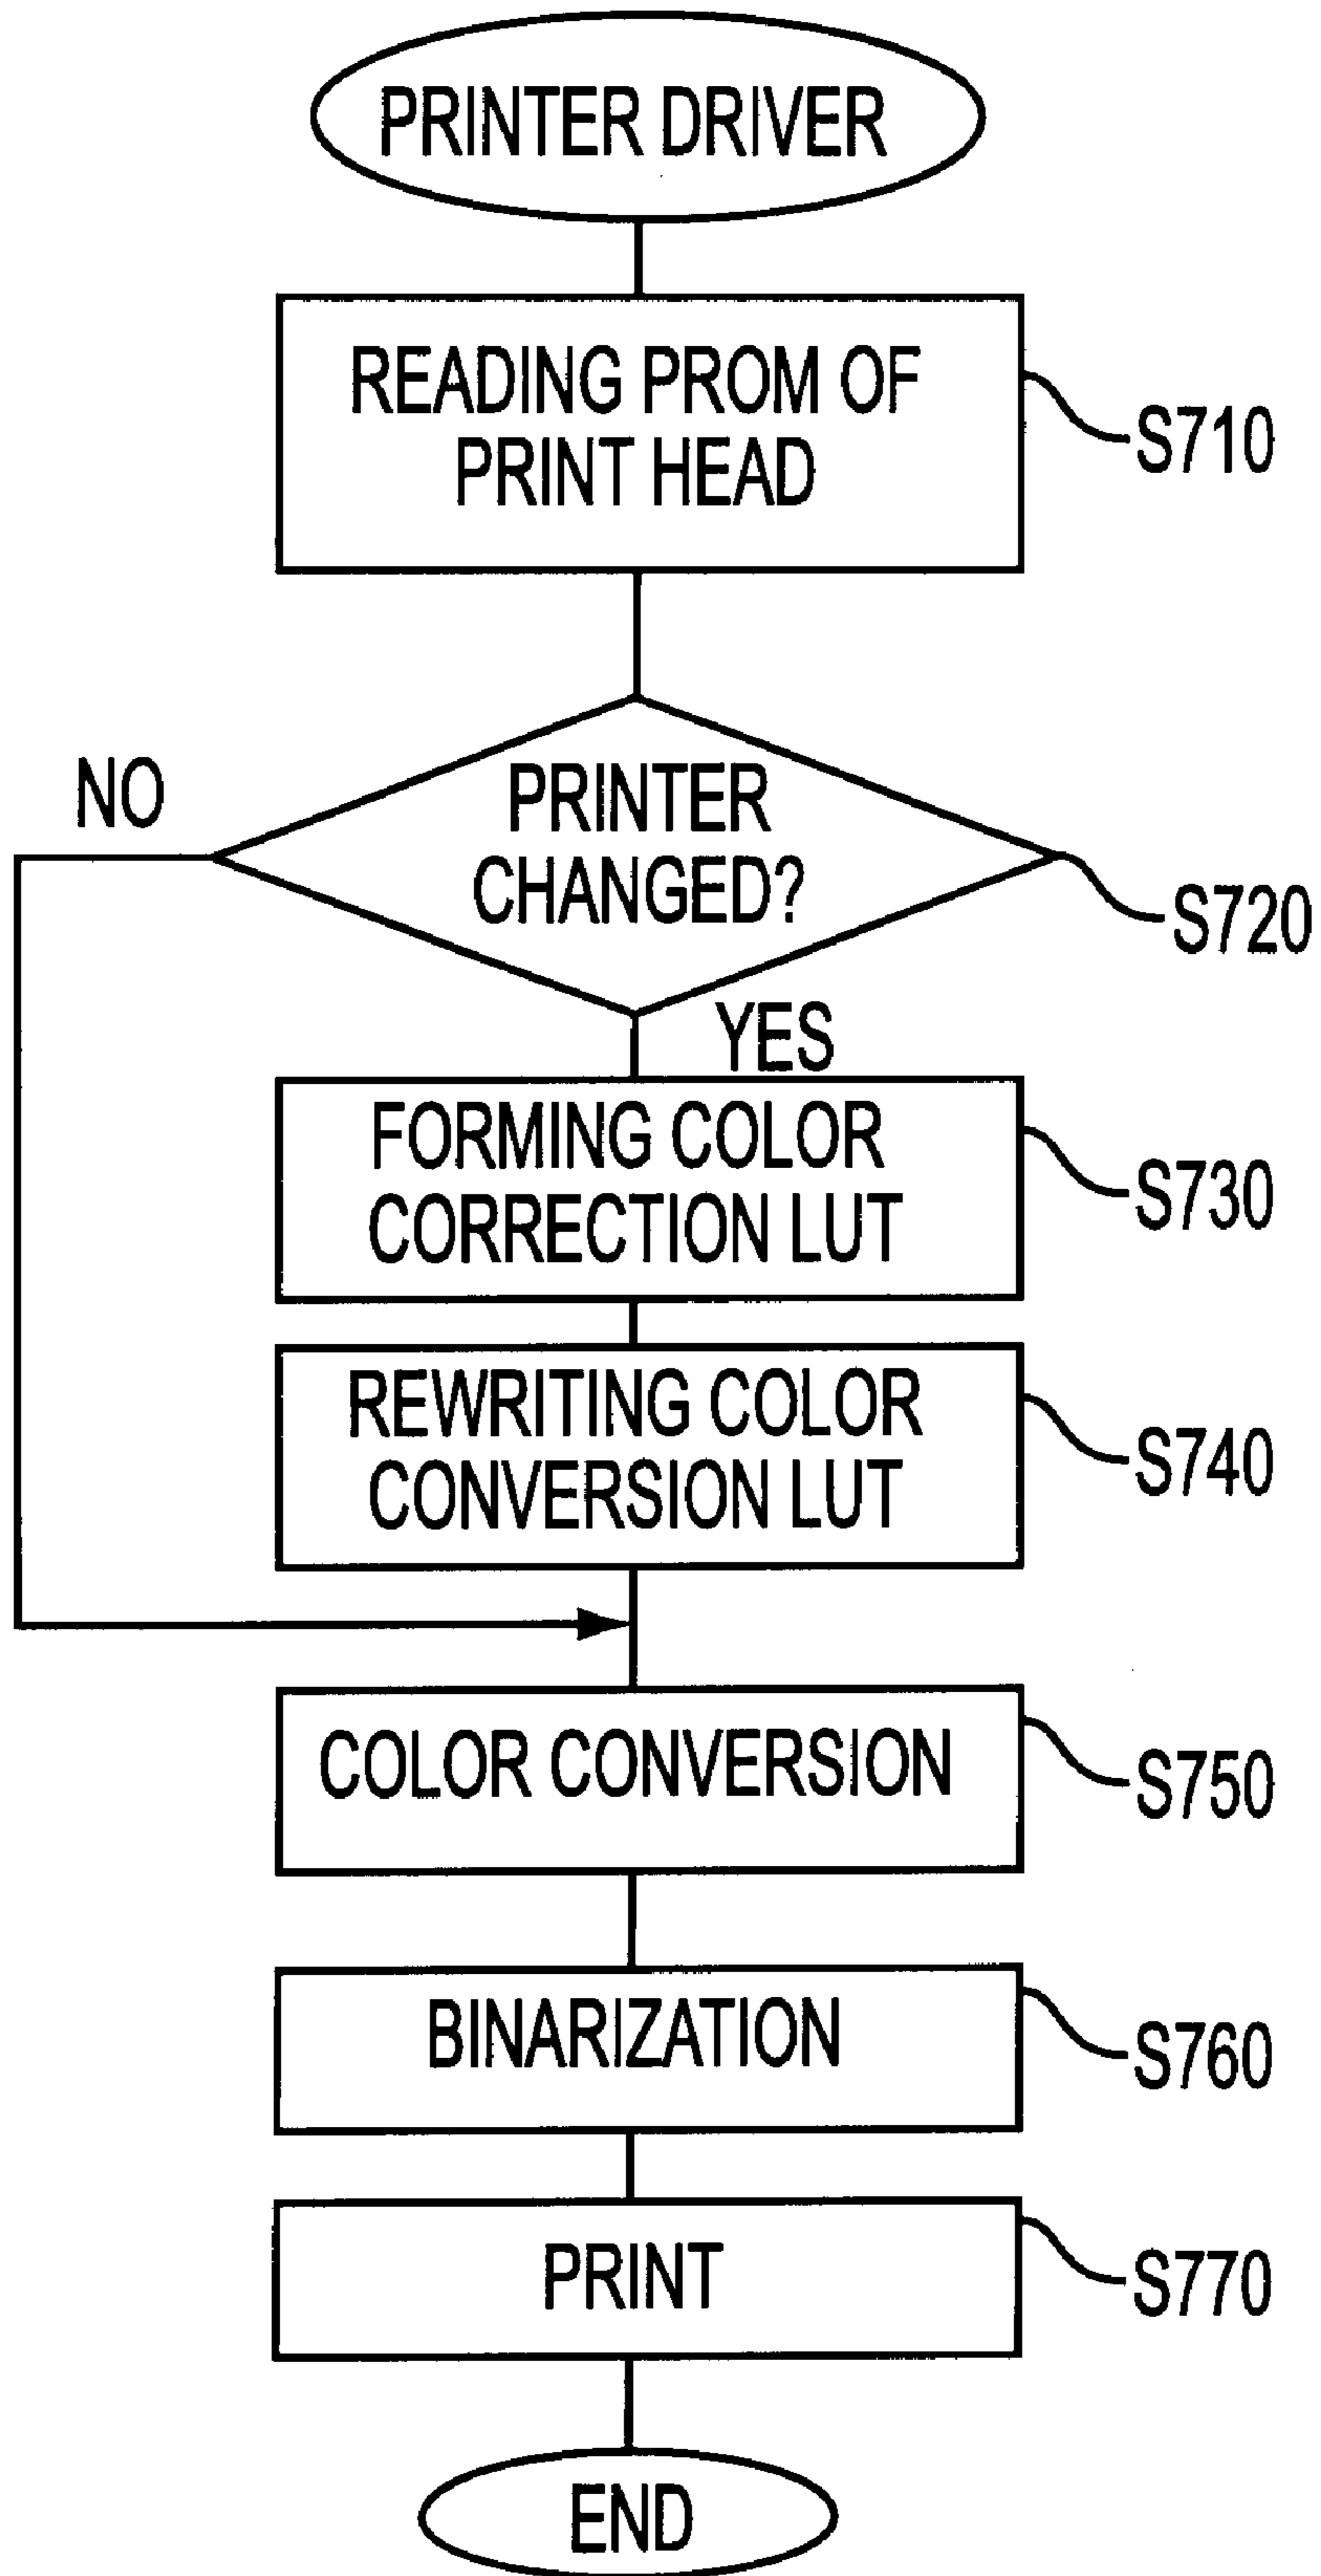 PRINTER DRIVER
READING PROM OF
PRINT HEAD
S710
NO
PRINTER
CHANGED?
S720
YES
FORMING COLOR
CORRECTION LUT
S730
REWRITING COLOR
CONVERSION LUT
S740
COLOR CONVERSION
S750
BINARIZATION
S760
PRINT
S770
END